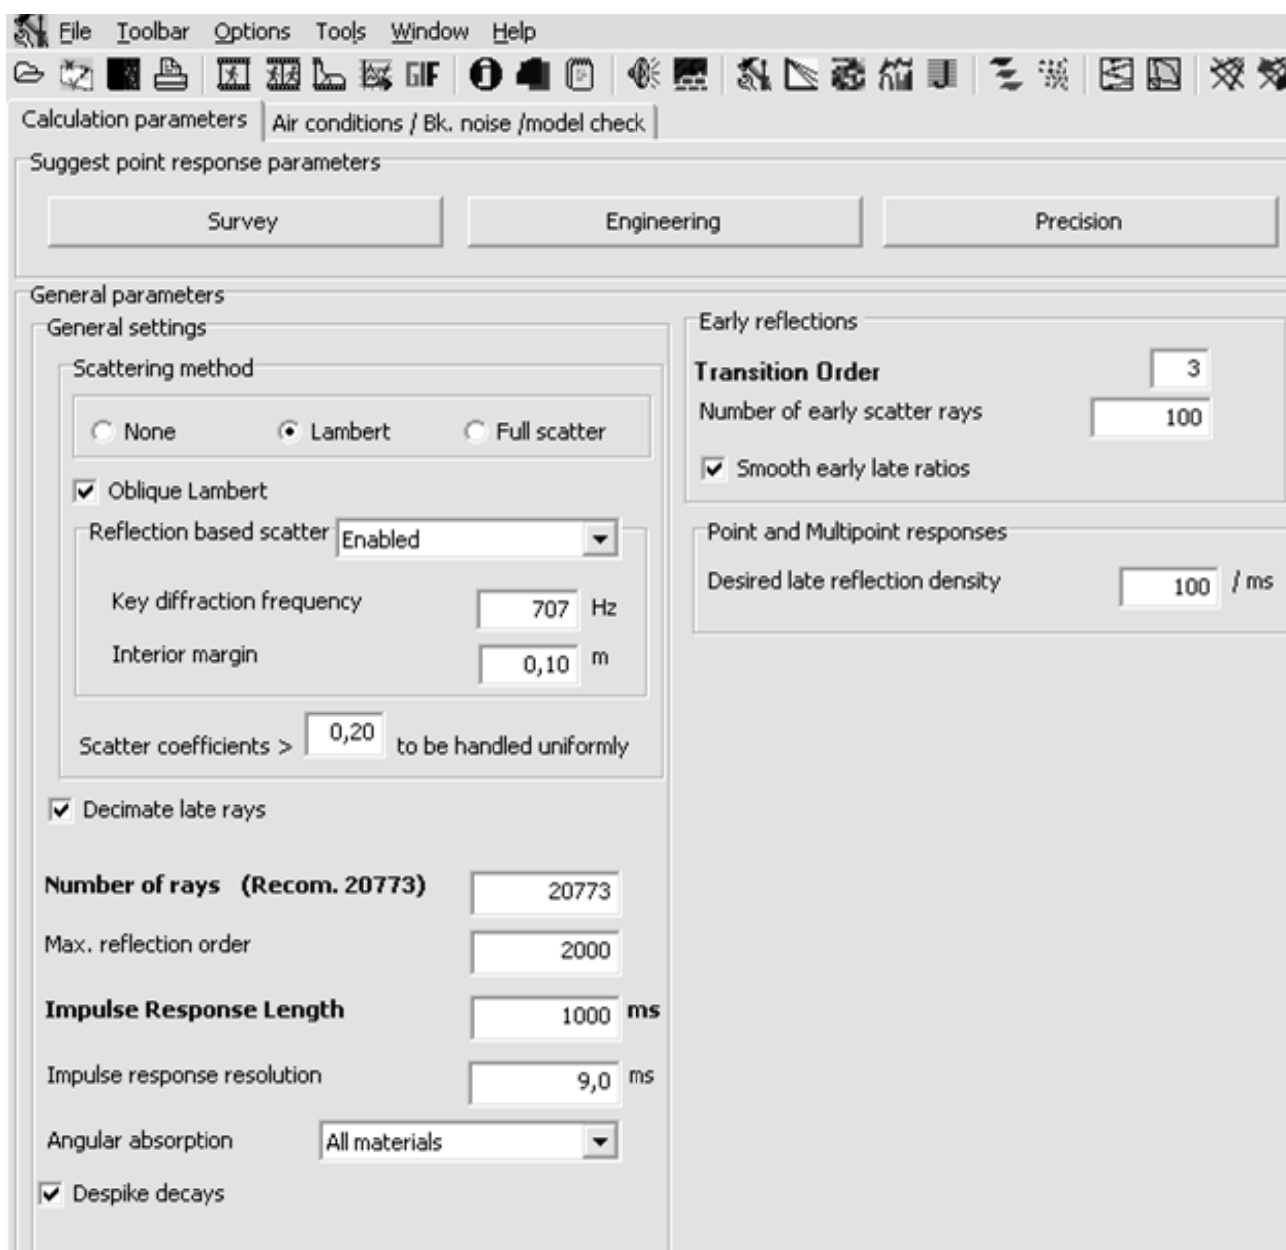 File Toolbar Options Tools Window Help
GIF
Calculation parameters Air conditions / Bk. noise /model check
Suggest point response parameters
Survey Engineering Precision
General parameters
General settings
Scattering method
None Lambert Full scatter
Oblique Lambert
Reflection based scatter Enabled
Key diffraction frequency 707 Hz
Interior margin 0,10 m
Scatter coefficients > 0,20 to be handled uniformly
Decimate late rays
Number of rays (Recom. 20773) 20773
Max. reflection order 2000
Impulse Response Length 1000 ms
Impulse response resolution 9,0 ms
Angular absorption All materials
Despike decays
Early reflections
Transition Order 3
Number of early scatter rays 100
Smooth early late ratios
Point and Multipoint responses
Desired late reflection density 100 / ms